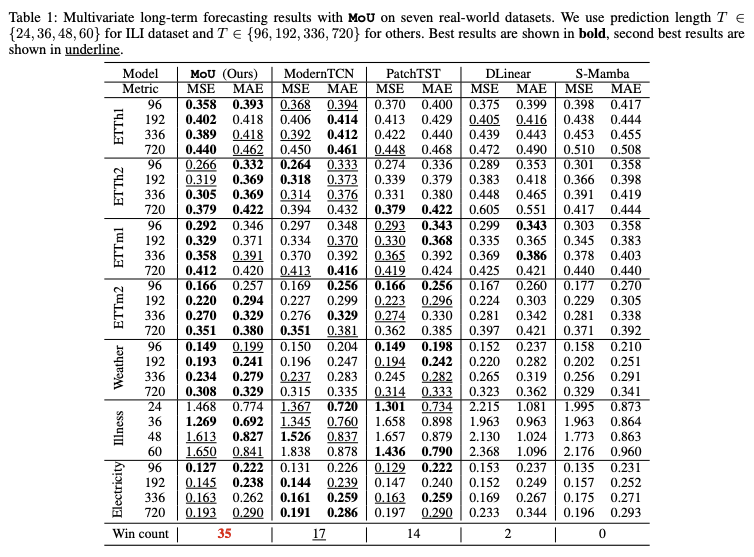 Table 1: Multivariate long-term forecasting results with MoU on seven real-world datasets. We use prediction length T ∈
{24, 36, 48, 60} for ILI dataset and T ∈ {96, 192, 336, 720} for others. Best results are shown in bold, second best results are
shown in underline.
Model MoU (Ours) ModernTCN PatchTST DLinear S-Mamba
Metric MSE MAE MSE MAE MSE MAE MSE MAE MSE MAE
ETTh1
96 0.358 0.393 0.368 0.394 0.370 0.400 0.375 0.399 0.398 0.417
192 0.402 0.418 0.406 0.414 0.413 0.429 0.405 0.416 0.438 0.444
336 0.389 0.418 0.392 0.412 0.422 0.440 0.439 0.443 0.453 0.455
720 0.440 0.462 0.450 0.461 0.448 0.468 0.472 0.490 0.510 0.508
ETTh2
96 0.266 0.332 0.264 0.333 0.274 0.336 0.289 0.353 0.301 0.358
192 0.319 0.369 0.318 0.373 0.339 0.379 0.383 0.418 0.366 0.398
336 0.305 0.369 0.314 0.376 0.331 0.380 0.448 0.465 0.391 0.419
720 0.379 0.422 0.394 0.432 0.379 0.422 0.605 0.551 0.417 0.444
ETTm1
96 0.292 0.346 0.297 0.348 0.293 0.343 0.299 0.343 0.303 0.358
192 0.329 0.371 0.334 0.370 0.330 0.368 0.335 0.365 0.345 0.383
336 0.358 0.391 0.370 0.392 0.365 0.392 0.369 0.386 0.378 0.403
720 0.412 0.420 0.413 0.416 0.419 0.424 0.425 0.421 0.440 0.440
ETTm2
96 0.166 0.257 0.169 0.256 0.166 0.256 0.167 0.260 0.177 0.270
192 0.220 0.294 0.227 0.299 0.223 0.296 0.224 0.303 0.229 0.305
336 0.270 0.329 0.276 0.329 0.274 0.330 0.281 0.342 0.281 0.338
720 0.351 0.380 0.351 0.381 0.362 0.385 0.397 0.421 0.371 0.392
Weather
96 0.149 0.199 0.150 0.204 0.149 0.198 0.152 0.237 0.158 0.210
192 0.193 0.241 0.196 0.247 0.194 0.242 0.220 0.282 0.202 0.251
336 0.234 0.279 0.237 0.283 0.245 0.282 0.265 0.319 0.256 0.291
720 0.308 0.329 0.315 0.335 0.314 0.333 0.323 0.362 0.329 0.341
Illness
24 1.468 0.774 1.367 0.720 1.301 0.734 2.215 1.081 1.995 0.873
36 1.269 0.692 1.345 0.760 1.658 0.898 1.963 0.963 1.963 0.864
48 1.613 0.827 1.526 0.837 1.657 0.879 2.130 1.024 1.773 0.863
60 1.650 0.841 1.838 0.878 1.436 0.790 2.368 1.096 2.176 0.960
Electricity
96 0.127 0.222 0.131 0.226 0.129 0.222 0.153 0.237 0.135 0.231
192 0.145 0.238 0.144 0.239 0.147 0.240 0.152 0.249 0.157 0.252
336 0.163 0.262 0.161 0.259 0.163 0.259 0.169 0.267 0.175 0.271
720 0.193 0.290 0.191 0.286 0.197 0.290 0.233 0.344 0.196 0.293
Win count 35 17 14 2 0